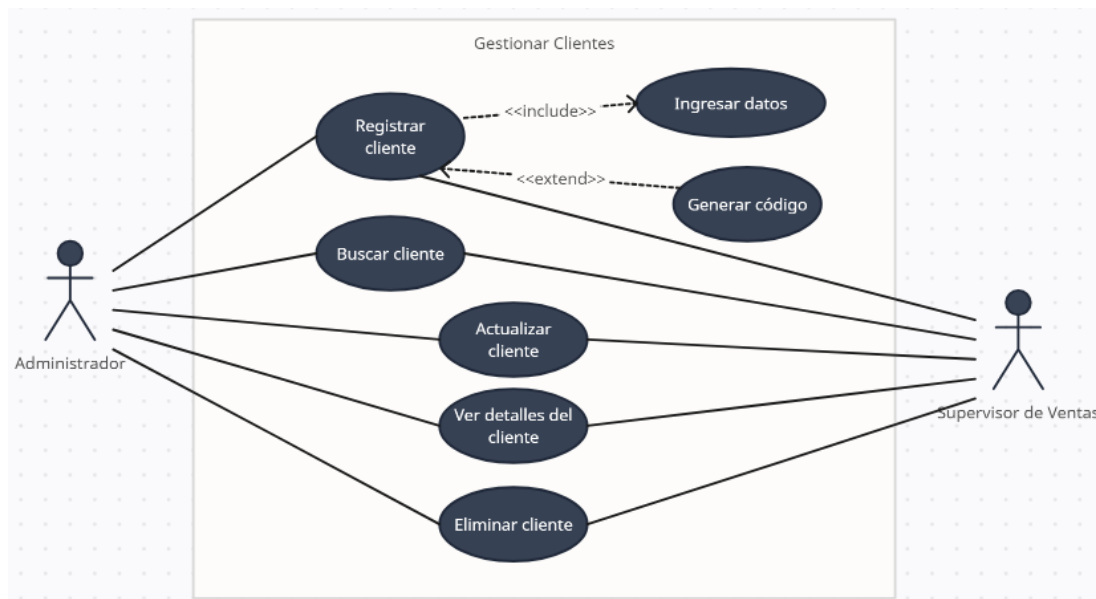 Gestionar Clientes
Registrar
cliente
<<include>>
Ingresar datos
<<extend>>
Generar código
Buscar cliente
Actualizar
cliente
Administrador
Ver detalles del
cliente
Supervisor de Ventas
Eliminar cliente